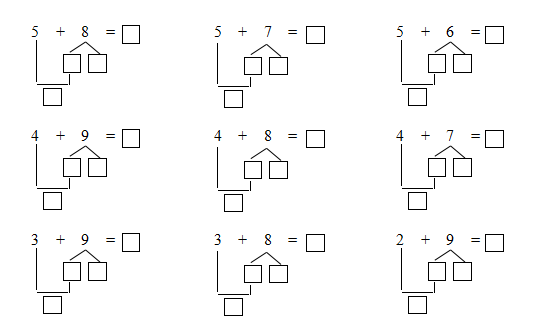 5 + 8 = 5 + 7 = 5 + 6 =
4 + 9 = 4 + 8 = 4 + 7 =
3 + 9 = 3 + 8 = 2 + 9 =